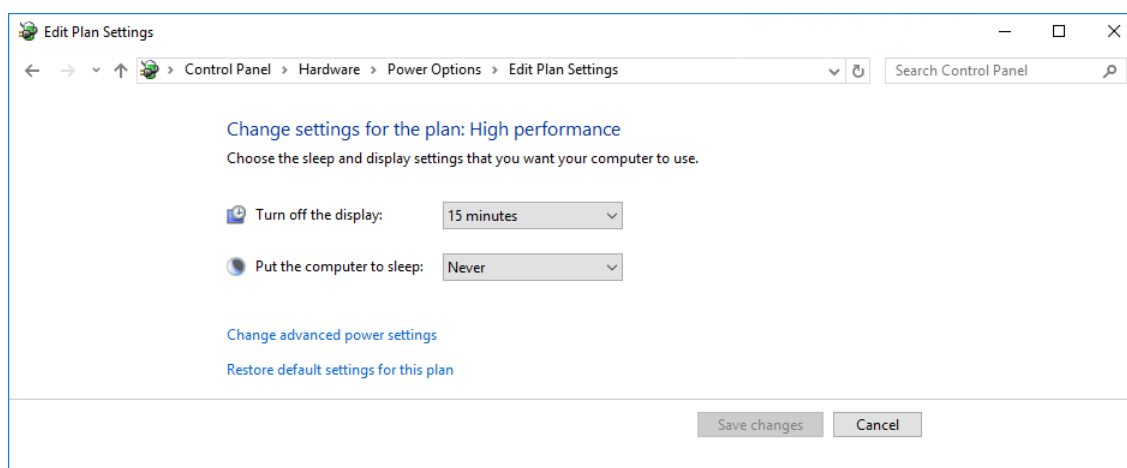 Edit Plan Settings
Control Panel > Hardware > Power Options > Edit Plan Settings
Search Control Panel
Change settings for the plan: High performance
Choose the sleep and display settings that you want your computer to use.
Turn off the display: 15 minutes
Put the computer to sleep: Never
Change advanced power settings
Restore default settings for this plan
Save changes Cancel